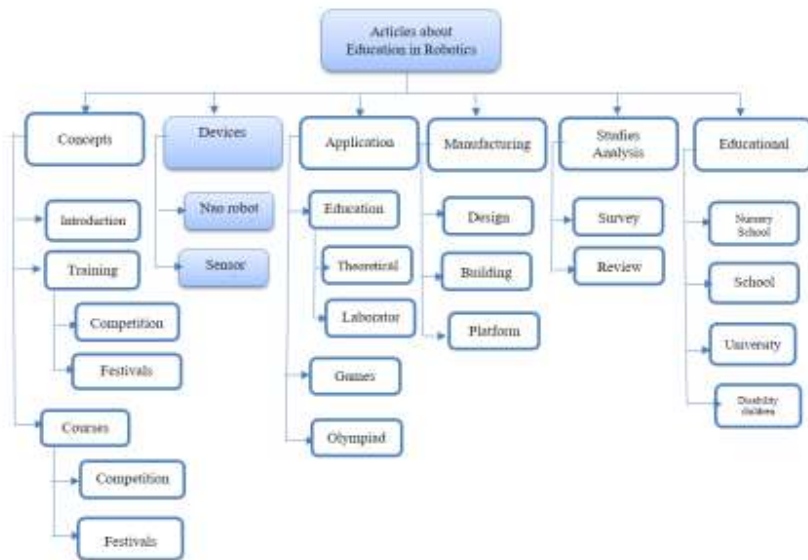 Articles about
Education in Robotics
Concepts
Devices
Application
Manufacturing
Studies
Analysis
Educational
Introduction
Training
Competition
Festivals
Courses
Competition
Festivals
Nao robot
Sensor
Education
Theoretical
Laborator
Games
Olympiad
Design
Building
Platform
Survey
Review
Nursery
School
School
University
Disability
children